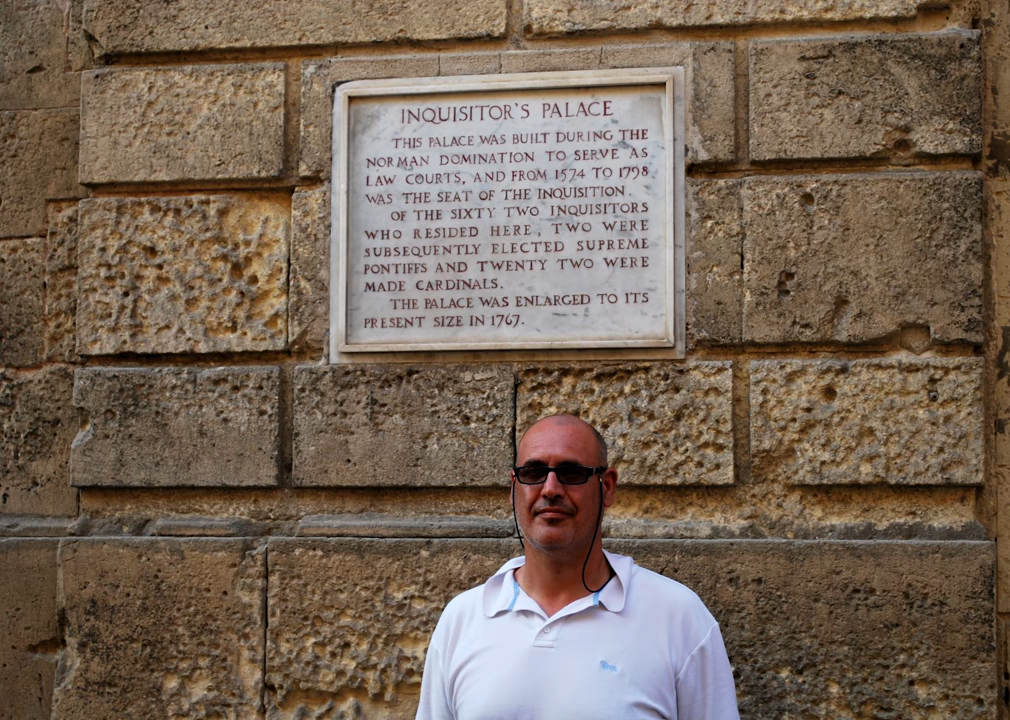 INQUISITOR'S PALACE
THIS PALACE WAS BUILT DURING THE
NORMAN DOMINATION TO SERVE AS
LAW COURTS, AND FROM 1574 TO 1798
WAS THE SEAT OF THE INQUISITION.
OF THE SIXTY TWO INQUISITORS
WHO RESIDED HERE, TWO WERE
SUBSEQUENTLY ELECTED SUPREME
PONTIFFS AND TWENTY TWO WERE
MADE CARDINALS.
THE PALACE WAS ENLARGED TO ITS
PRESENT SIZE IN 1767.